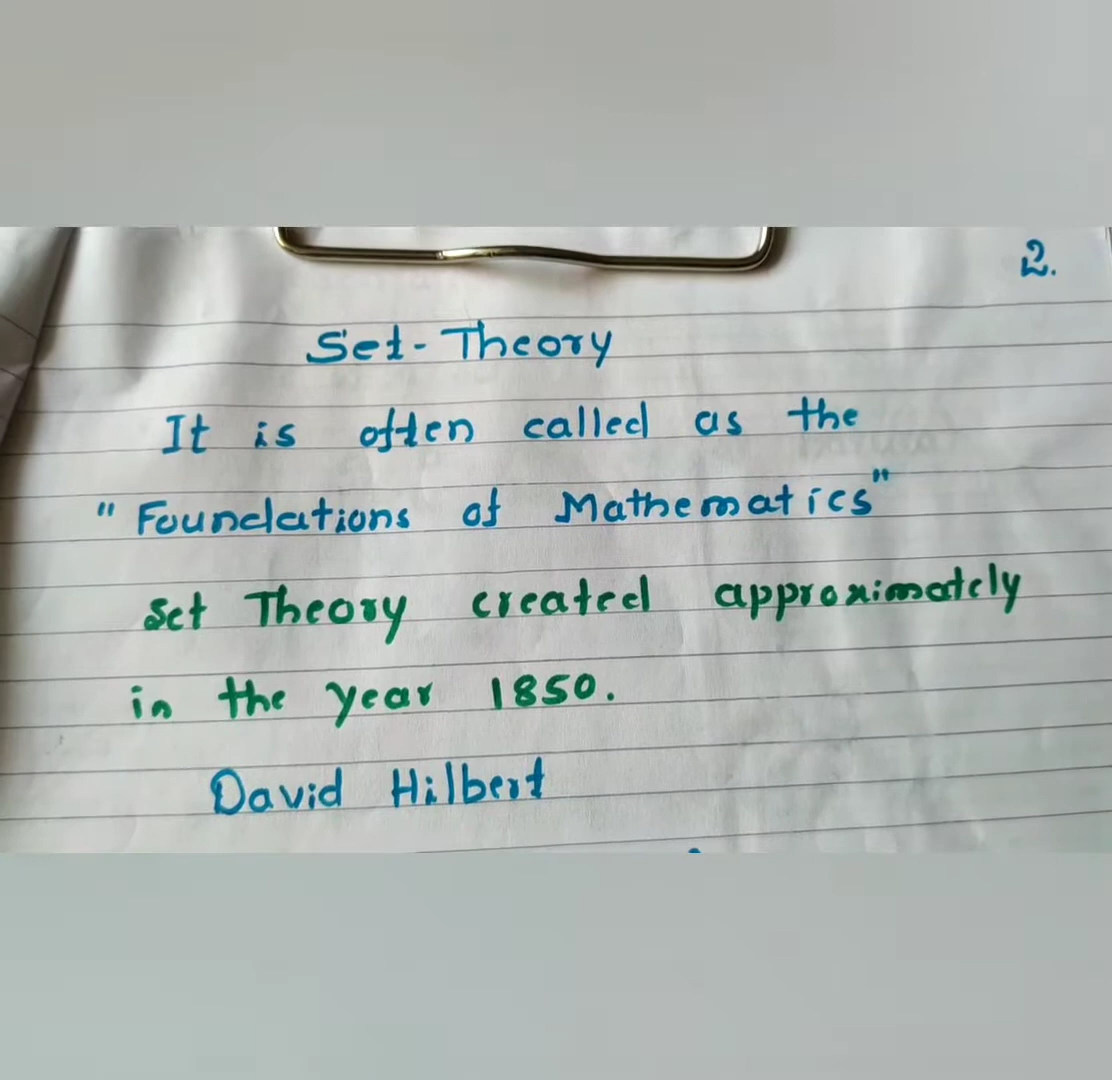 2.
Set-Theory
It is often called as the
"Foundations of Mathematics"
Set Theory created approximately
in the year 1850.
David Hilbert